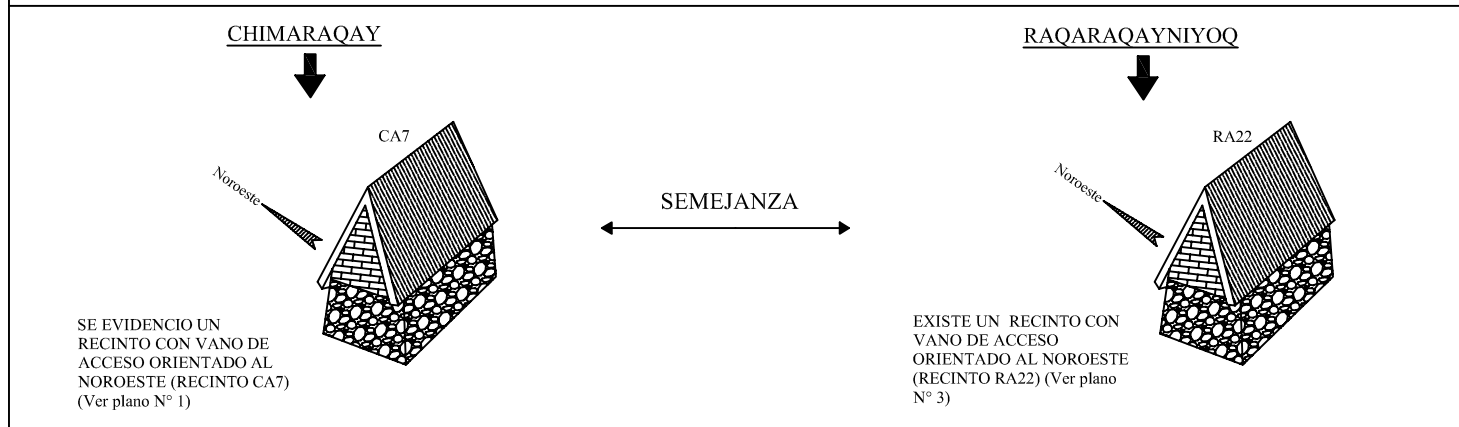 CHIMARAQAY
CA7
Noroeste
SE EVIDENCIO UN
RECINTO CON VANO DE
ACCESO ORIENTADO AL
NOROESTE (RECINTO CA7)
(Ver plano N° 1)
SEMEJANZA
RAQARAQAYNIYOQ
RA22
Noroeste
EXISTE UN RECINTO CON
VANO DE ACCESO
ORIENTADO AL NOROESTE
(RECINTO RA22) (Ver plano
N° 3)